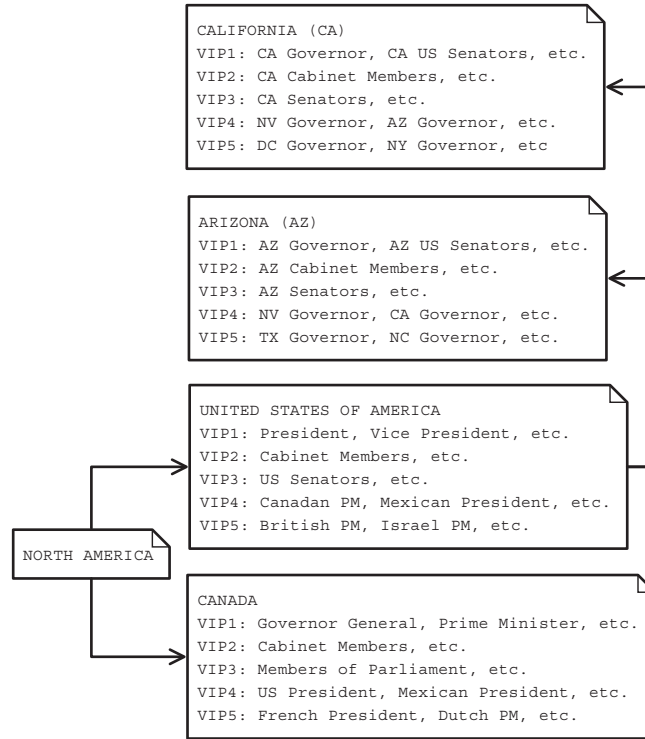 CALIFORNIA (CA)
VIP1: CA Governor, CA US Senators, etc.
VIP2: CA Cabinet Members, etc.
VIP3: CA Senators, etc.
VIP4: NV Governor, AZ Governor, etc.
VIP5: DC Governor, NY Governor, etc
ARIZONA (AZ)
VIP1: AZ Governor, AZ US Senators, etc.
VIP2: AZ Cabinet Members, etc.
VIP3: AZ Senators, etc.
VIP4: NV Governor, CA Governor, etc.
VIP5: TX Governor, NC Governor, etc.
UNITED STATES OF AMERICA
VIP1: President, Vice President, etc.
VIP2: Cabinet Members, etc.
VIP3: US Senators, etc.
VIP4: Canadan PM, Mexican President, etc.
VIP5: British PM, Israel PM, etc.
NORTH AMERICA
CANADA
VIP1: Governor General, Prime Minister, etc.
VIP2: Cabinet Members, etc.
VIP3: Members of Parliament, etc.
VIP4: US President, Mexican President, etc.
VIP5: French President, Dutch PM, etc.